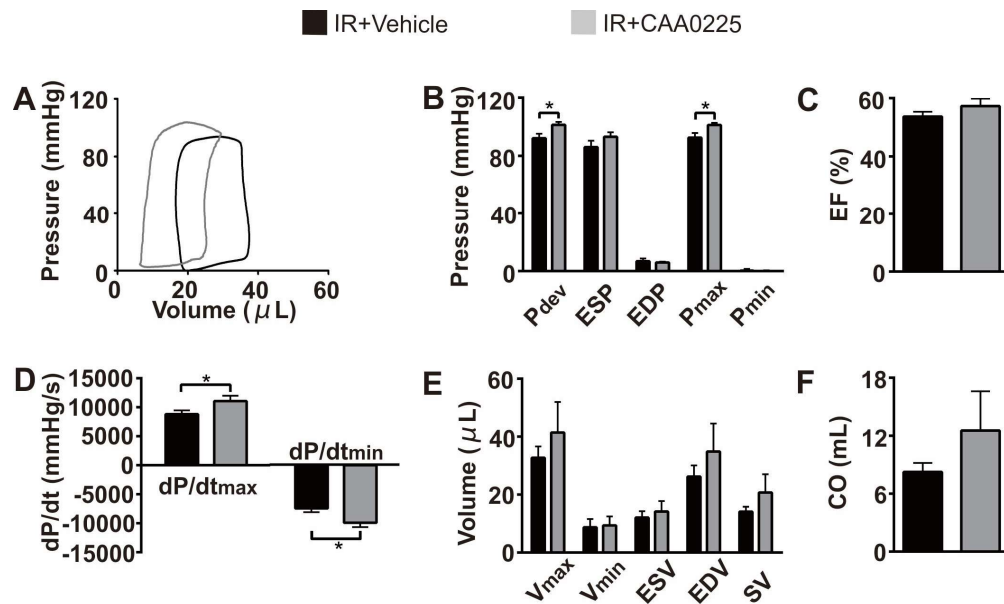 IR+Vehicle
IR+CAA0225
A
Pressure (mmHg)
120
80
40
0
0
20
40
60
Volume (μL)
B
Pressure (mmHg)
120
80
40
0
*
*
Pdev
ESP
EDP
Pmax
Pmin
C
EF (%)
60
40
20
0
D
dP/dt (mmHg/s)
15000
10000
5000
0
-5000
-10000
-15000
*
dP/dtmin
dP/dtmax
*
E
Volume (μL)
60
40
20
0
Vmax
Vmin
ESV
EDV
SV
F
CO (mL)
18
12
6
0